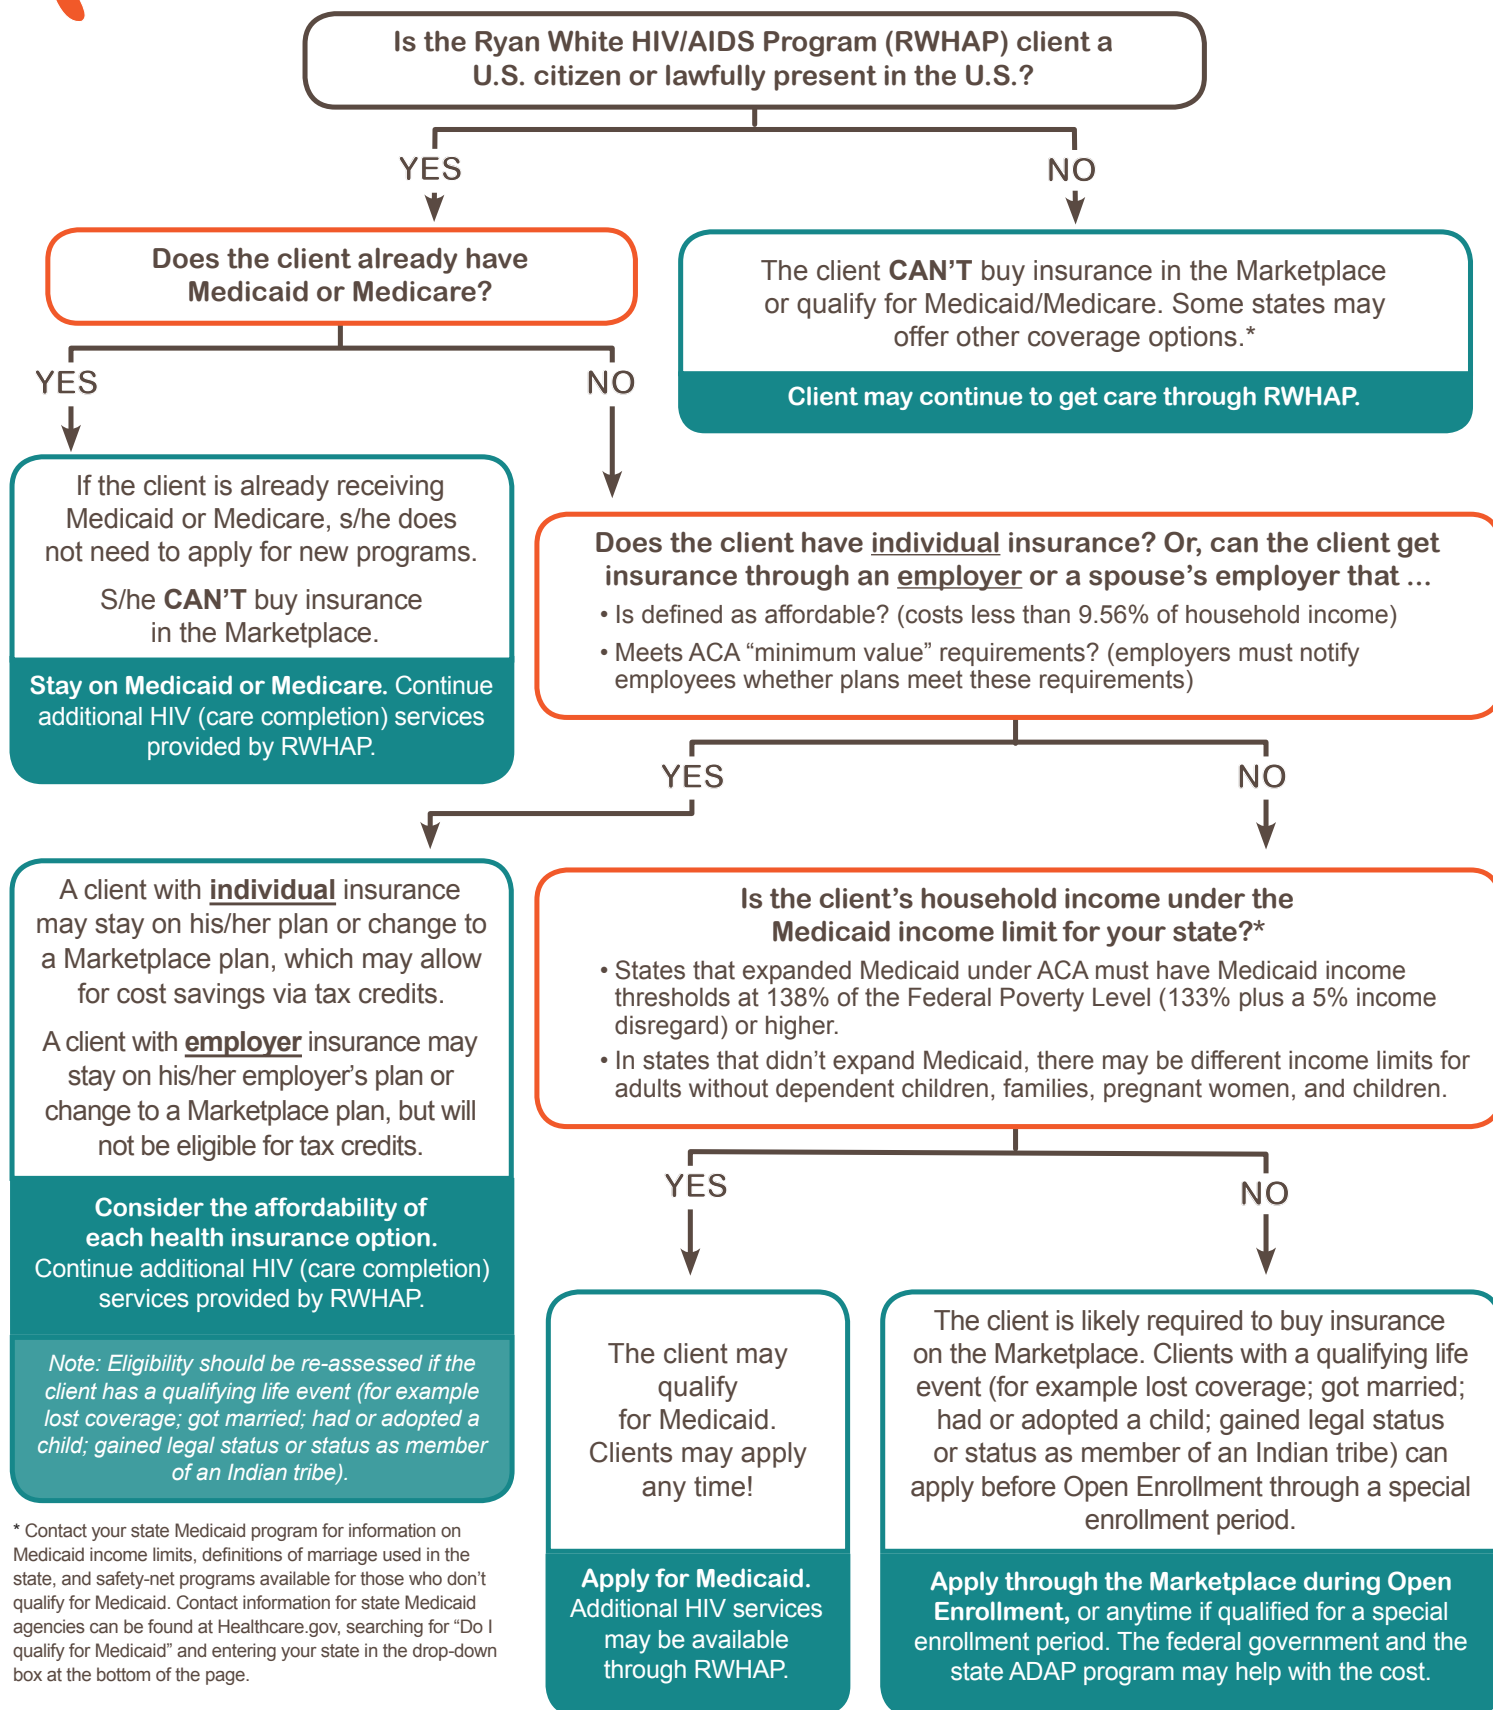 Is the Ryan White HIV/AIDS Program (RWHAP) client a
U.S. citizen or lawfully present in the U.S.?
YES
NO
Does the client already have
Medicaid or Medicare?
The client CAN'T buy insurance in the Marketplace
or qualify for Medicaid/Medicare. Some states may
offer other coverage options.*
Client may continue to get care through RWHAP.
YES
NO
If the client is already receiving
Medicaid or Medicare, s/he does
not need to apply for new programs.
S/he CAN'T buy insurance
in the Marketplace.
Stay on Medicaid or Medicare. Continue
additional HIV (care completion) services
provided by RWHAP.
Does the client have individual insurance? Or, can the client get
insurance through an employer or a spouse's employer that ...
• Is defined as affordable? (costs less than 9.56% of household income)
• Meets ACA “minimum value” requirements? (employers must notify
employees whether plans meet these requirements)
YES
NO
A client with individual insurance
may stay on his/her plan or change to
a Marketplace plan, which may allow
for cost savings via tax credits.
A client with employer insurance may
stay on his/her employer's plan or
change to a Marketplace plan, but will
not be eligible for tax credits.
Consider the affordability of
each health insurance option.
Continue additional HIV (care completion)
services provided by RWHAP.
Note: Eligibility should be re-assessed if the
client has a qualifying life event (for example
lost coverage; got married; had or adopted a
child; gained legal status or status as member
of an Indian tribe).
Is the client's household income under the
Medicaid income limit for your state?*
• States that expanded Medicaid under ACA must have Medicaid income
thresholds at 138% of the Federal Poverty Level (133% plus a 5% income
disregard) or higher.
• In states that didn't expand Medicaid, there may be different income limits for
adults without dependent children, families, pregnant women, and children.
YES
NO
The client may
qualify
for Medicaid.
Clients may apply
any time!
Apply for Medicaid.
Additional HIV services
may be available
through RWHAP.
The client is likely required to buy insurance
on the Marketplace. Clients with a qualifying life
event (for example lost coverage; got married;
had or adopted a child; gained legal status
or status as member of an Indian tribe) can
apply before Open Enrollment through a special
enrollment period.
Apply through the Marketplace during Open
Enrollment, or anytime if qualified for a special
enrollment period. The federal government and the
state ADAP program may help with the cost.
* Contact your state Medicaid program for information on
Medicaid income limits, definitions of marriage used in the
state, and safety-net programs available for those who don't
qualify for Medicaid. Contact information for state Medicaid
agencies can be found at Healthcare.gov, searching for “Do I
qualify for Medicaid” and entering your state in the drop-down
box at the bottom of the page.